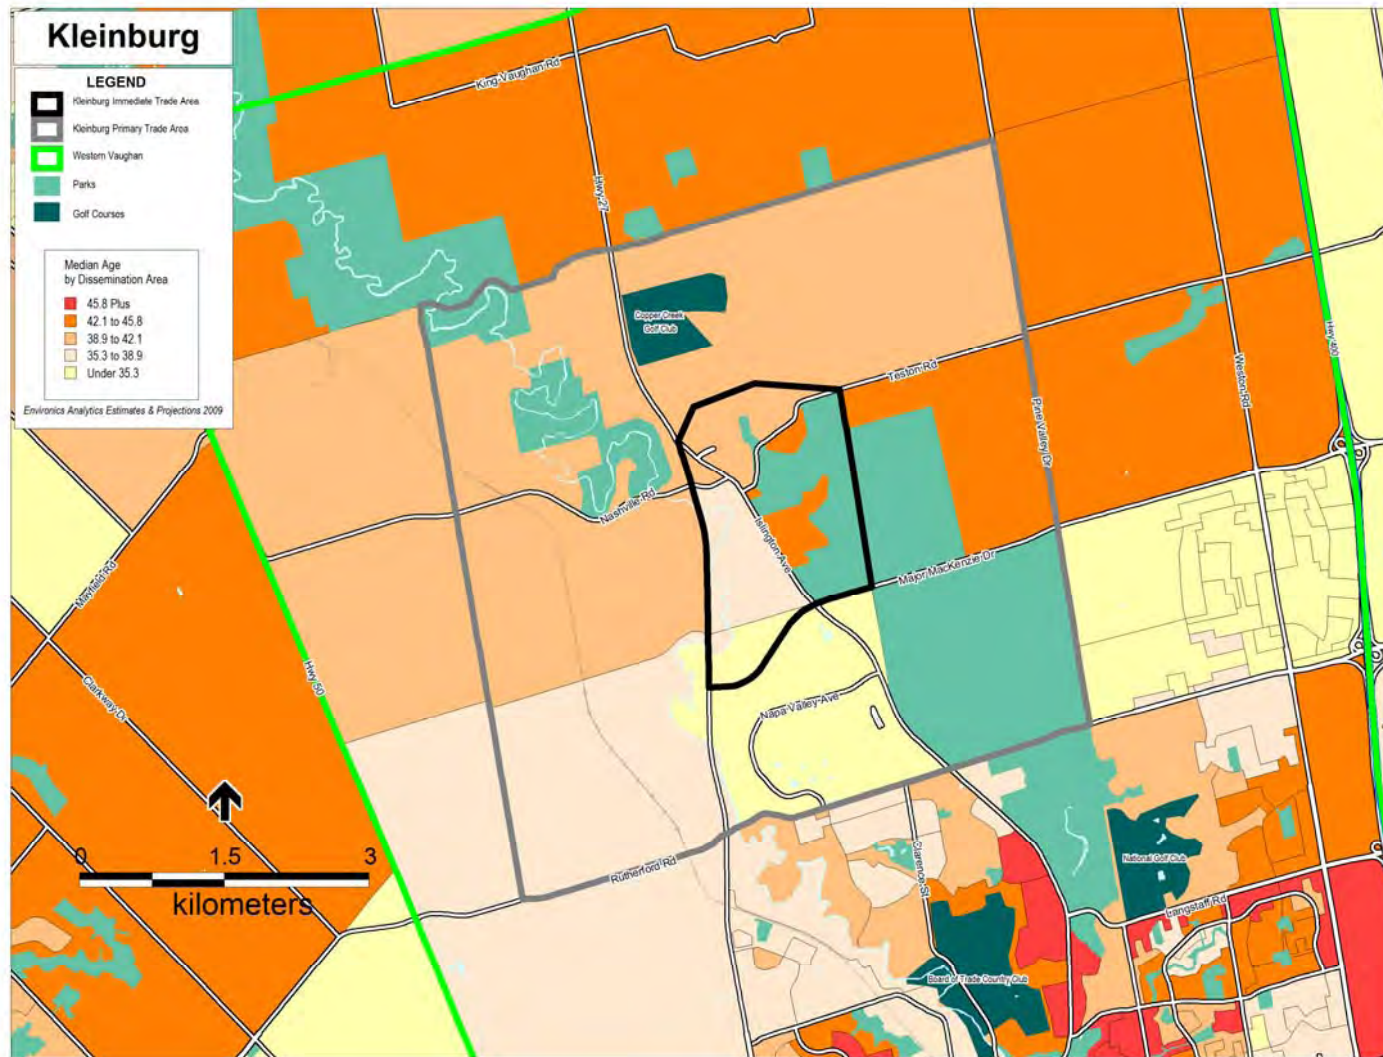 Kleinburg
LEGEND
Kleinburg Immediate Trade Area
Kleinburg Primary Trade Area
Western Vaughan
Parks
Golf Courses
Median Age
by Dissemination Area
45.8 Plus
42.1 to 45.8
38.9 to 42.1
35.3 to 38.9
Under 35.3
Environics Analytics Estimates & Projections 2009
King-Vaughan Rd
Hwy 27
Copper Creek
Golf Club
Teston Rd
Hwy 400
Weston Rd
Pine Valley Dr
Nashville Rd
Islington Ave
Major MacKenzie Dr
Mayfield Rd
Hwy 50
Clarkway Dr
Napa Valley Ave
Rutherford Rd
Clarence St
National Golf Club
Langstaff Rd
Board of Trade Country Club
0 1.5 3
kilometers